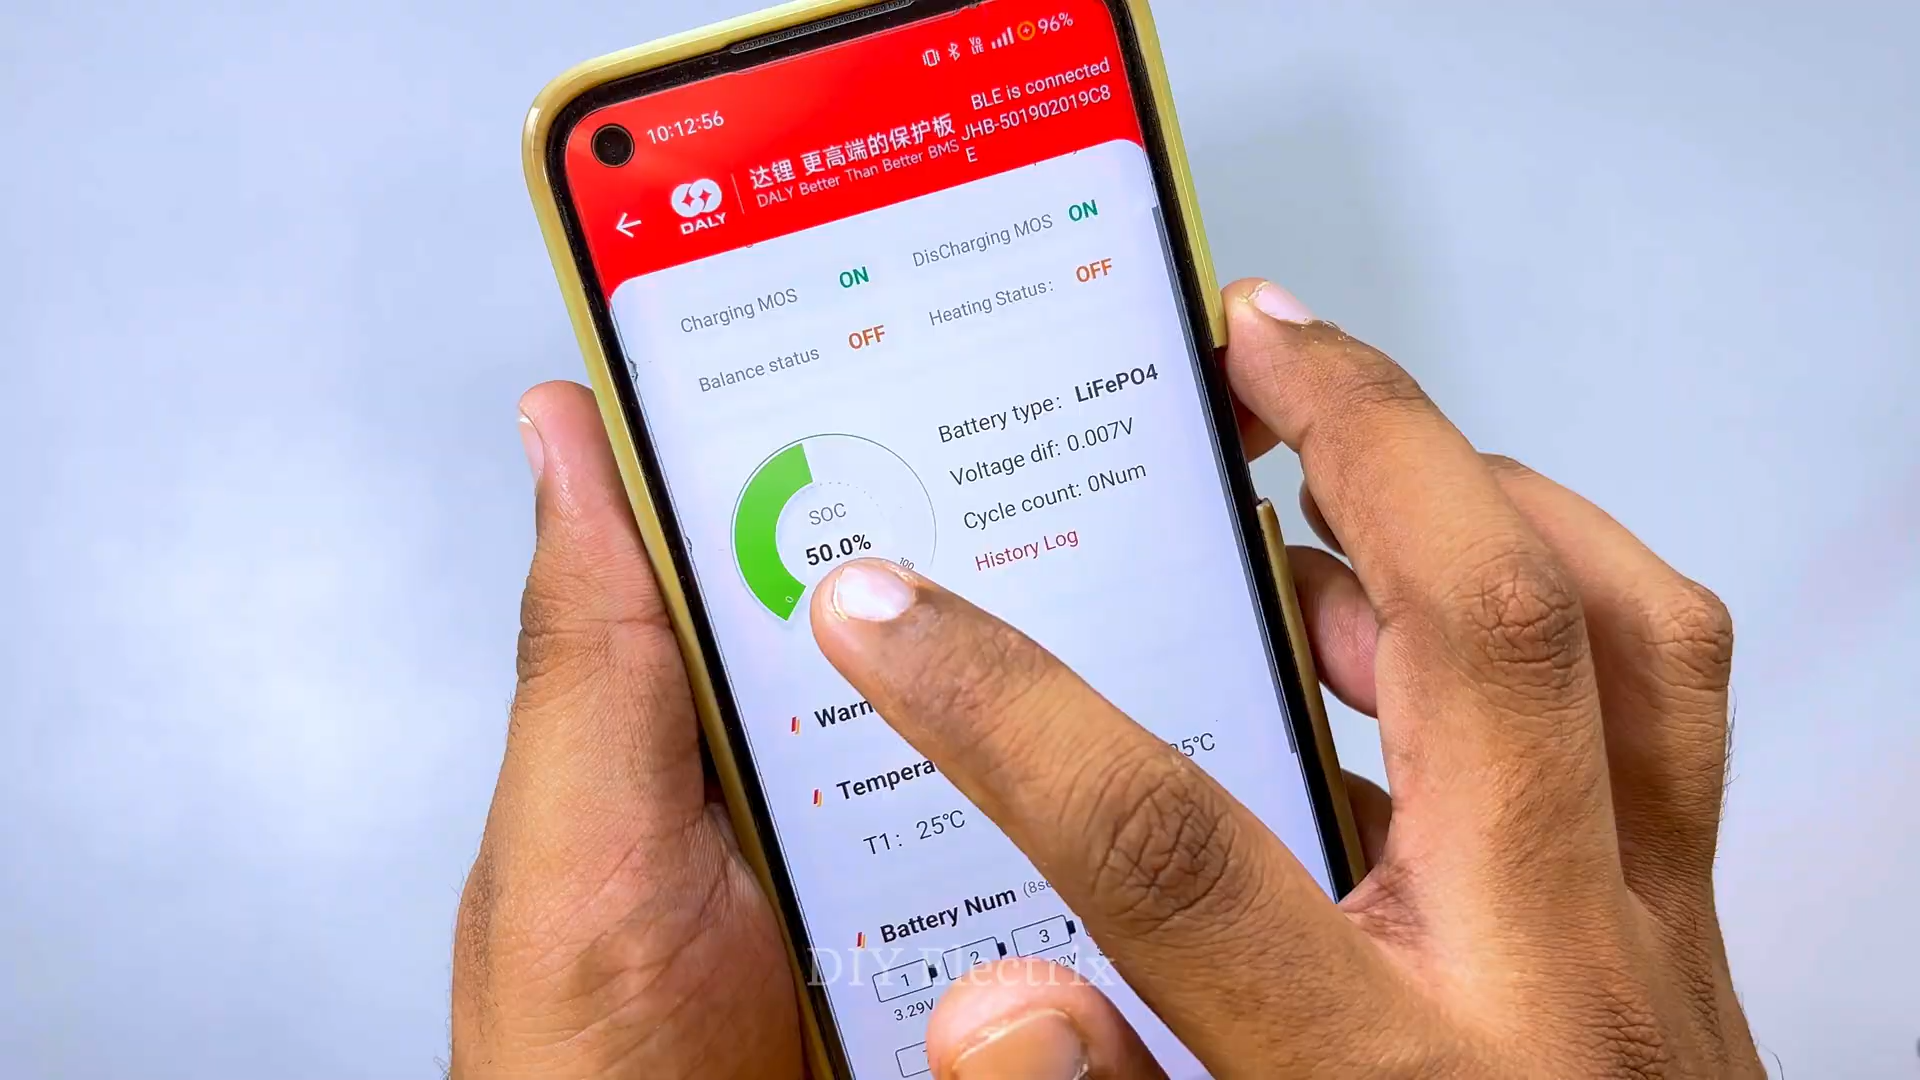 10:12:56
96%
BLE is connected
JHB-501902019C8
E
达锂 更高端的保护板
DALY Better Than Better BMS
DALY
Charging MOS ON
DisCharging MOS ON
Balance status OFF
Heating Status: OFF
SOC
50.0%
0
100
Battery type: LiFePO4
Voltage dif: 0.007V
Cycle count: 0Num
History Log
T1: 25℃
Battery Num
1
2
3
3.29V
DIY Electrix